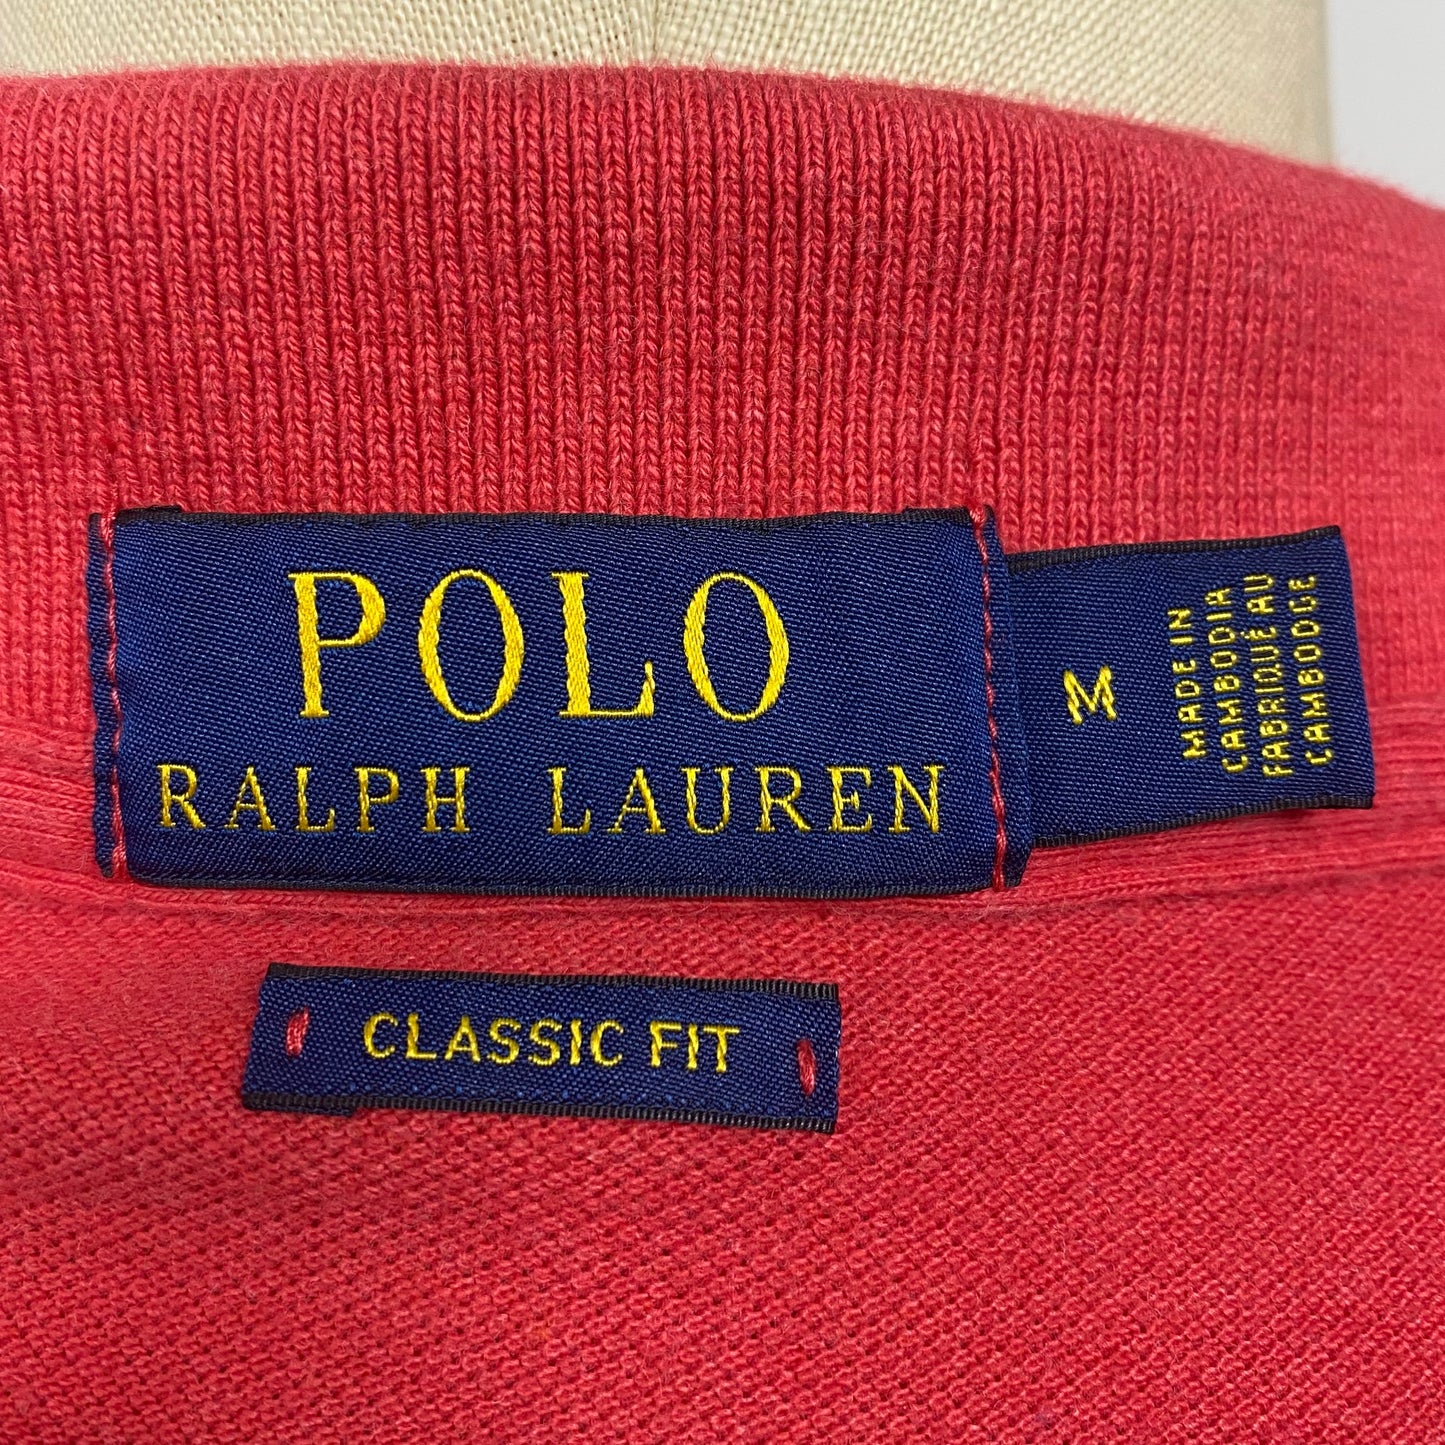 POLO
RALPH LAUREN
M
MADE IN
CAMBODIA
FABRIQUÉ AU
CAMBODGE
CLASSIC FIT